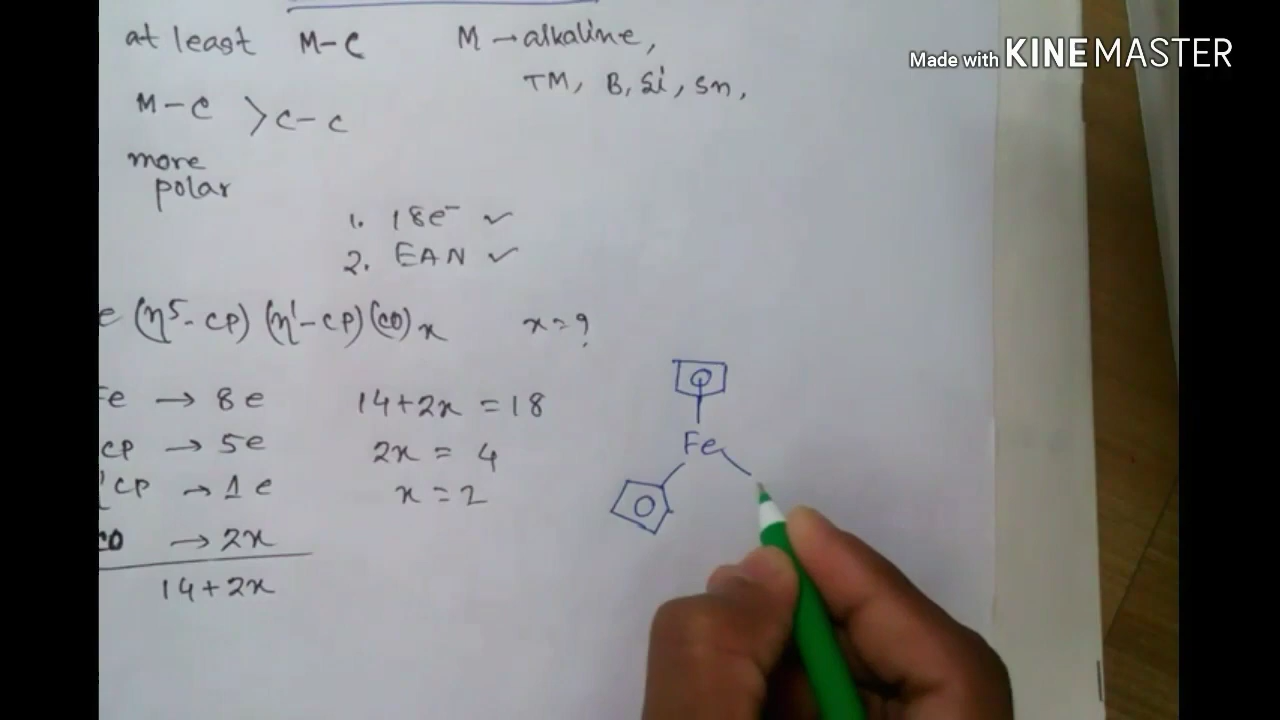 Made with KINEMASTER
at least M-C M → alkaline,
TM, B, Si, Sn,
M-C > C-C
more
polar
1. 18e⁻ ✓
2. EAN ✓
e (η⁵-CP) (η¹-CP) (CO)x x=?
Fe → 8e 14+2x = 18
CP → 5e 2x = 4
'CP → 1e x = 2
CO → 2x
14+2x
Fe